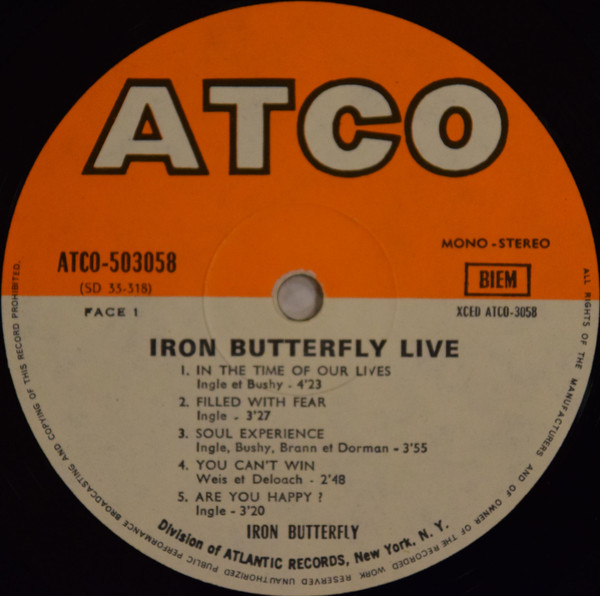 ATCO
MONO-STEREO
ATCO-503058
(SD 33-318)
BIEM
FACE 1
XCED ATCO-3058
IRON BUTTERFLY LIVE
1. IN THE TIME OF OUR LIVES
Ingle et Bushy - 4'23
2. FILLED WITH FEAR
Ingle - 3'27
3. SOUL EXPERIENCE
Ingle, Bushy, Brann et Dorman - 3'55
4. YOU CAN'T WIN
Weis et Deloach - 2'48
5. ARE YOU HAPPY ?
Ingle - 3'20
IRON BUTTERFLY
Division of ATLANTIC RECORDS, New York, N. Y.
ALL RIGHTS OF THE MANUFACTURERS AND OF OWNER OF THE RECORDED WORK RESERVED UNAUTHORIZED PUBLIC PERFORMANCE BROADCASTING AND COPYING OF THIS RECORD PROHIBITED.